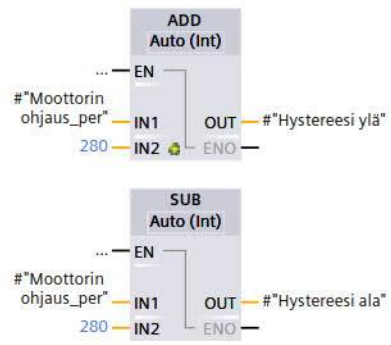 ADD
Auto (Int)
... EN
#"Moottorin
ohjaus_per" IN1 OUT #"Hystereesi ylä"
280 IN2 ENO
SUB
Auto (Int)
... EN
#"Moottorin
ohjaus_per" IN1 OUT #"Hystereesi ala"
280 IN2 ENO